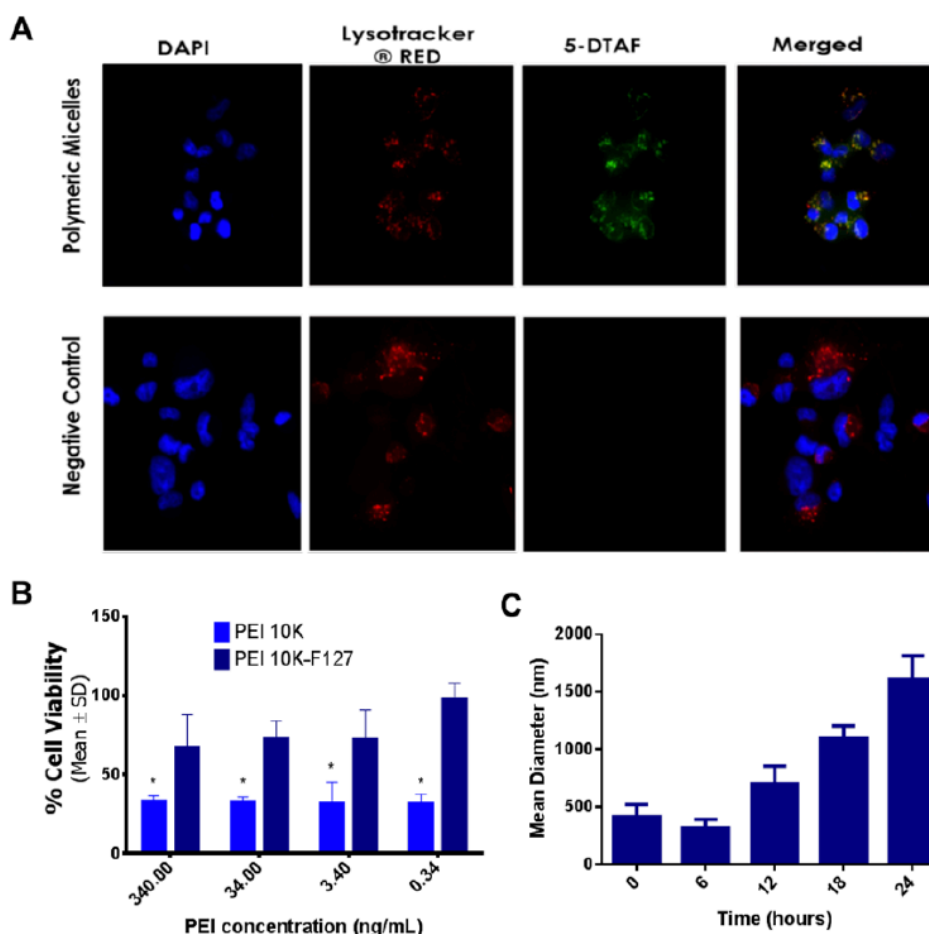 A
DAPI
Lysotracker
® RED
5-DTAF
Merged
Polymeric Micelles
Negative Control
B
% Cell Viability
(Mean ± SD)
150
100
50
0
PEI 10K
PEI 10K-F127
* * * *
340.00 34.00 3.40 0.34
PEI concentration (ng/mL)
C
Mean Diameter (nm)
2000
1500
1000
500
0
0 6 12 18 24
Time (hours)